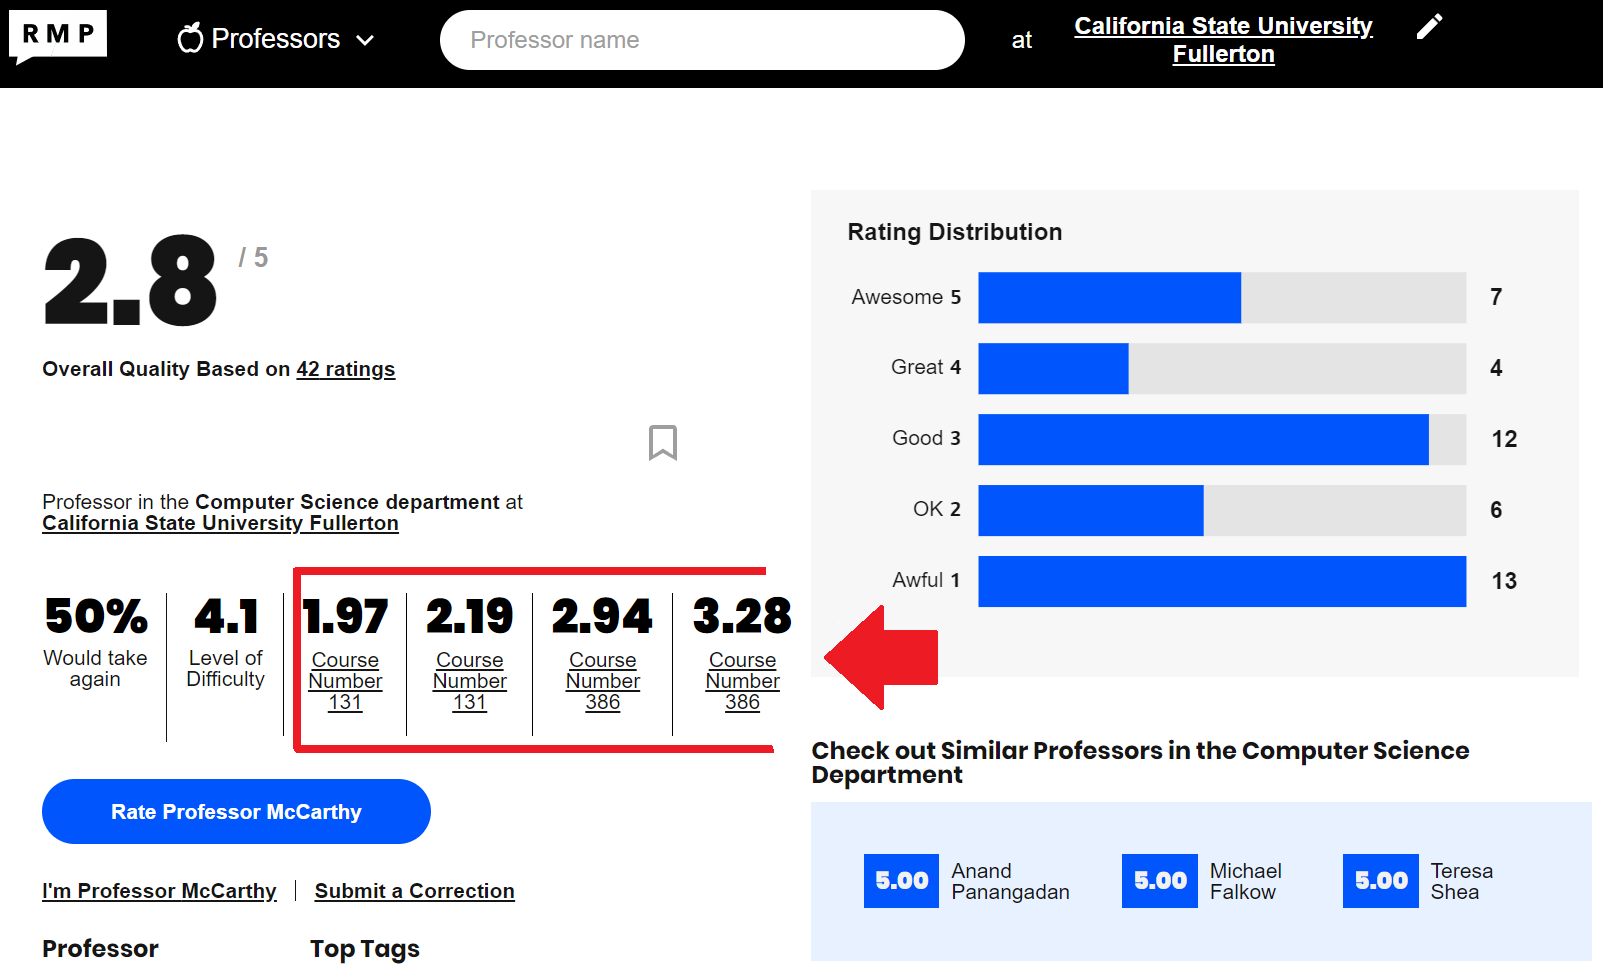 RMP
Professors
Professor name
at
California State University
Fullerton
2.8 / 5
Overall Quality Based on 42 ratings
Professor in the Computer Science department at
California State University Fullerton
50%
Would take
again
4.1
Level of
Difficulty
1.97
Course
Number
131
2.19
Course
Number
131
2.94
Course
Number
386
3.28
Course
Number
386
Rate Professor McCarthy
I'm Professor McCarthy
Submit a Correction
Professor
Top Tags
Rating Distribution
Awesome 5 7
Great 4 4
Good 3 12
OK 2 6
Awful 1 13
Check out Similar Professors in the Computer Science
Department
5.00
Anand
Panangadan
5.00
Michael
Falkow
5.00
Teresa
Shea